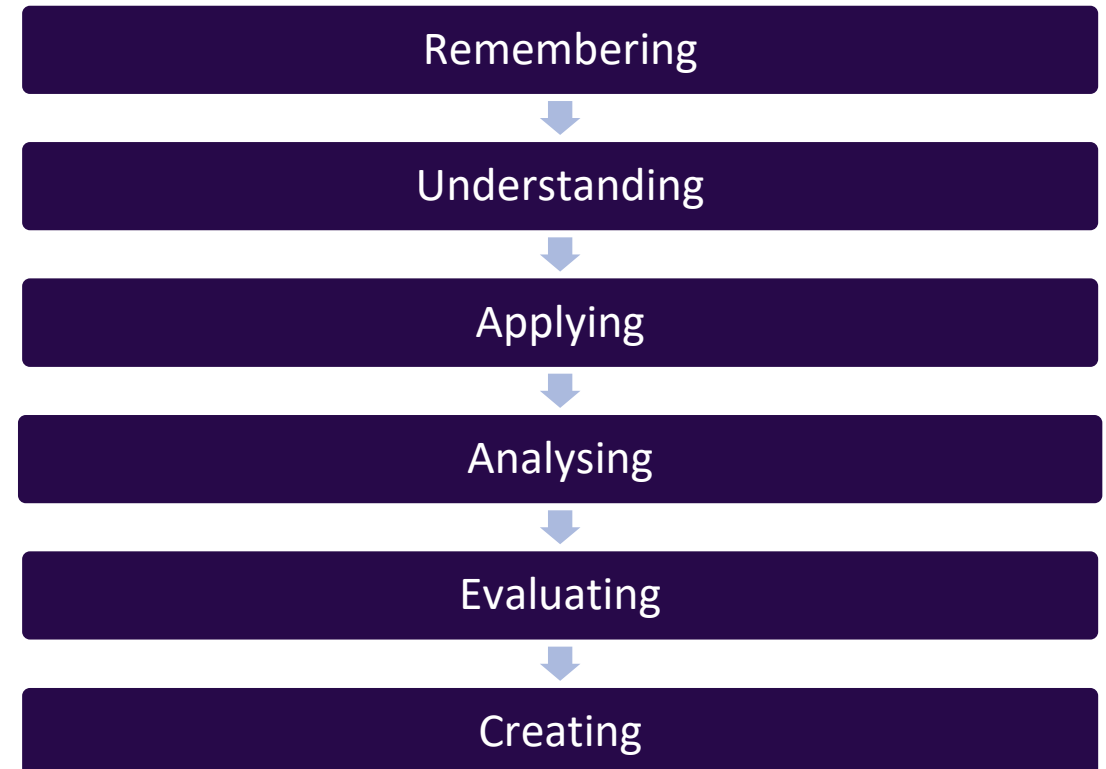 Remembering
Understanding
Applying
Analysing
Evaluating
Creating